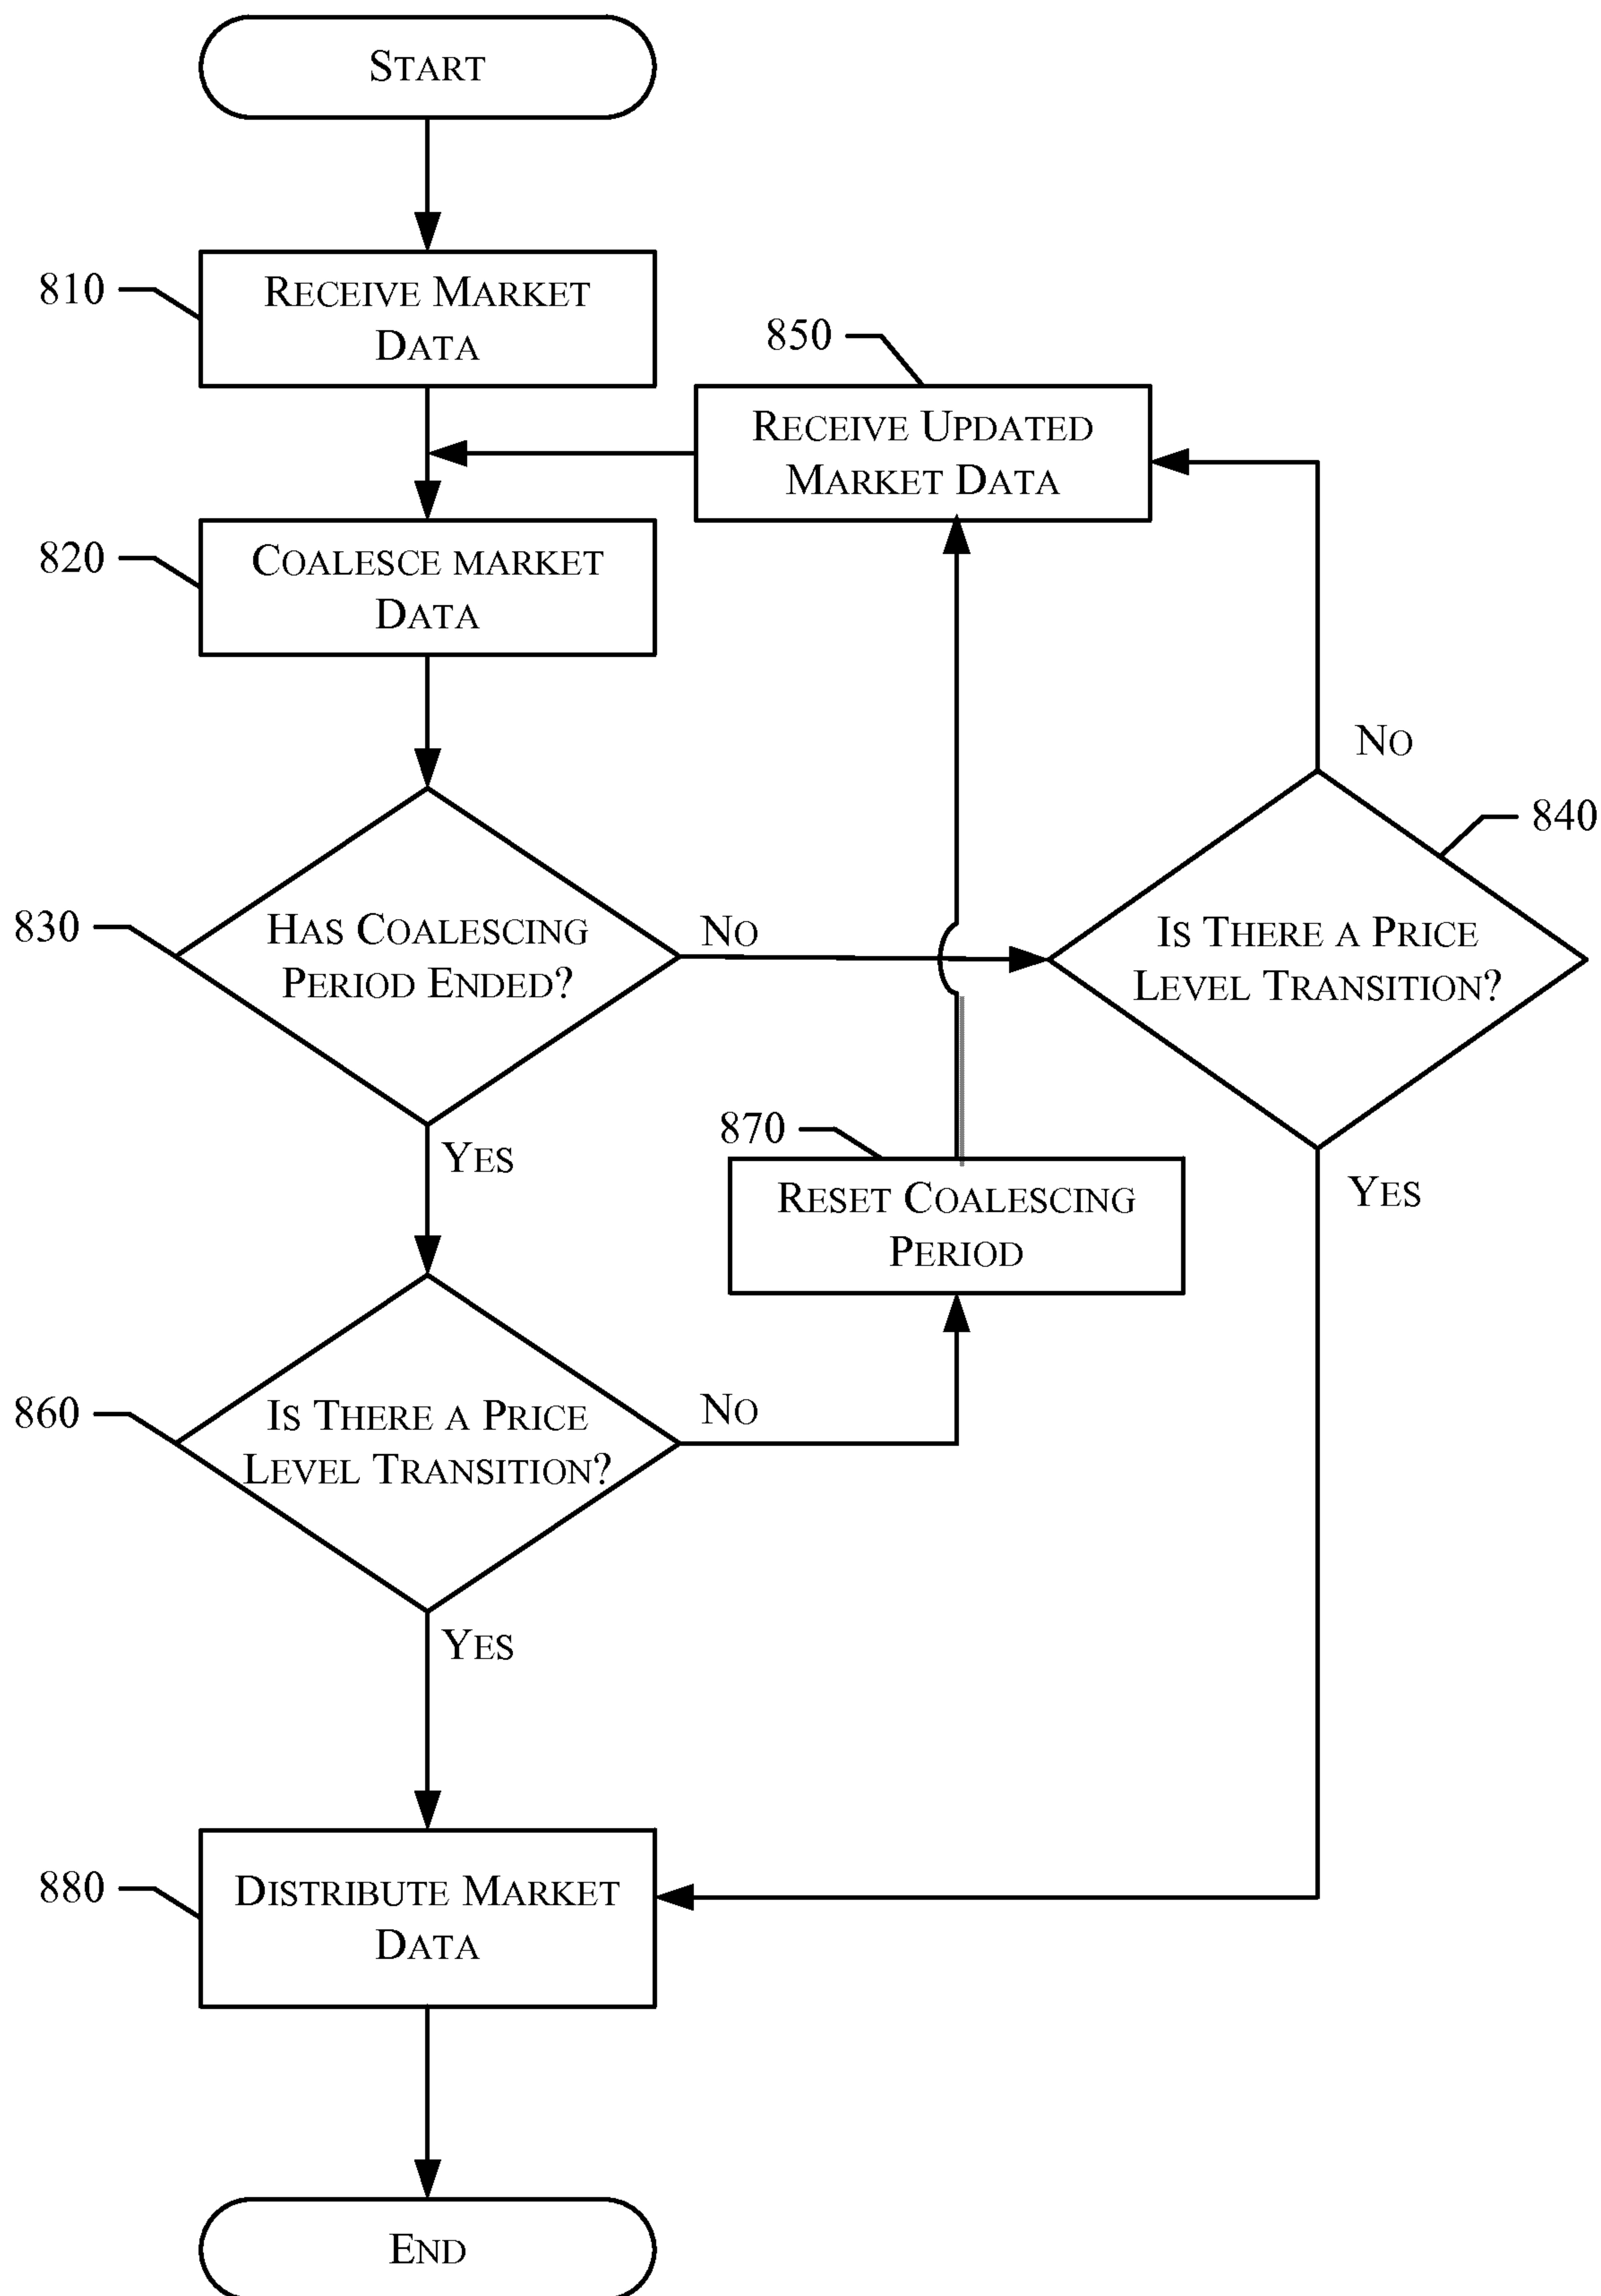 START
810
RECEIVE MARKET
DATA
850
RECEIVE UPDATED
MARKET DATA
820
COALESCE MARKET
DATA
NO
840
830
HAS COALESCING
PERIOD ENDED?
NO
IS THERE A PRICE
LEVEL TRANSITION?
YES
870
RESET COALESCING
PERIOD
YES
860
IS THERE A PRICE
LEVEL TRANSITION?
NO
YES
880
DISTRIBUTE MARKET
DATA
END